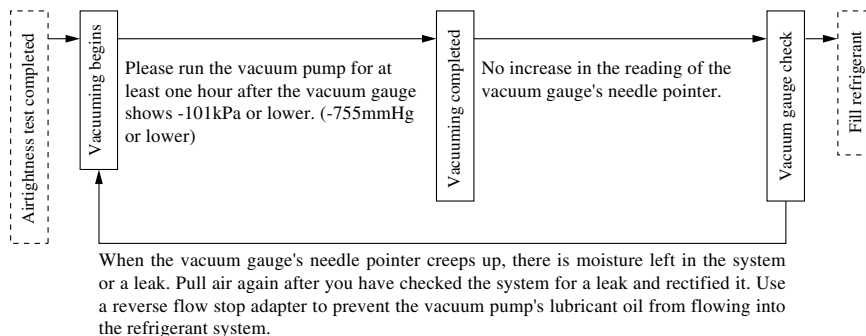 Airtightness test completed
Vacuuming begins
Please run the vacuum pump for at
least one hour after the vacuum gauge
shows -101kPa or lower. (-755mmHg
or lower)
Vacuuming completed
No increase in the reading of the
vacuum gauge's needle pointer.
Vacuum gauge check
Fill refrigerant
When the vacuum gauge's needle pointer creeps up, there is moisture left in the system
or a leak. Pull air again after you have checked the system for a leak and rectified it. Use
a reverse flow stop adapter to prevent the vacuum pump's lubricant oil from flowing into
the refrigerant system.